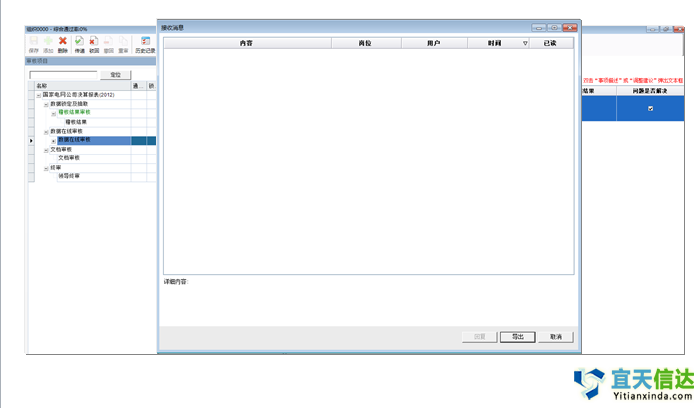 组织0000 - 综合通过率0%
接收消息
保存 添加 删除 传递 驳回 撤回 重审 历史记录
审核项目
定位
名称 通...
国家电网公司决算报表(2012)
数据锁定及抽取
稽核结果审核
稽核结果
数据在线审核
数据在线审核
文档审核
文档审核
终审
领导终审
内容 岗位 用户 时间 已读
双击“事项描述”或“调整建议”弹出文本框
结果 问题是否解决
详细内容:
回复 导出 取消
宜天信达
Yitianxinda.com